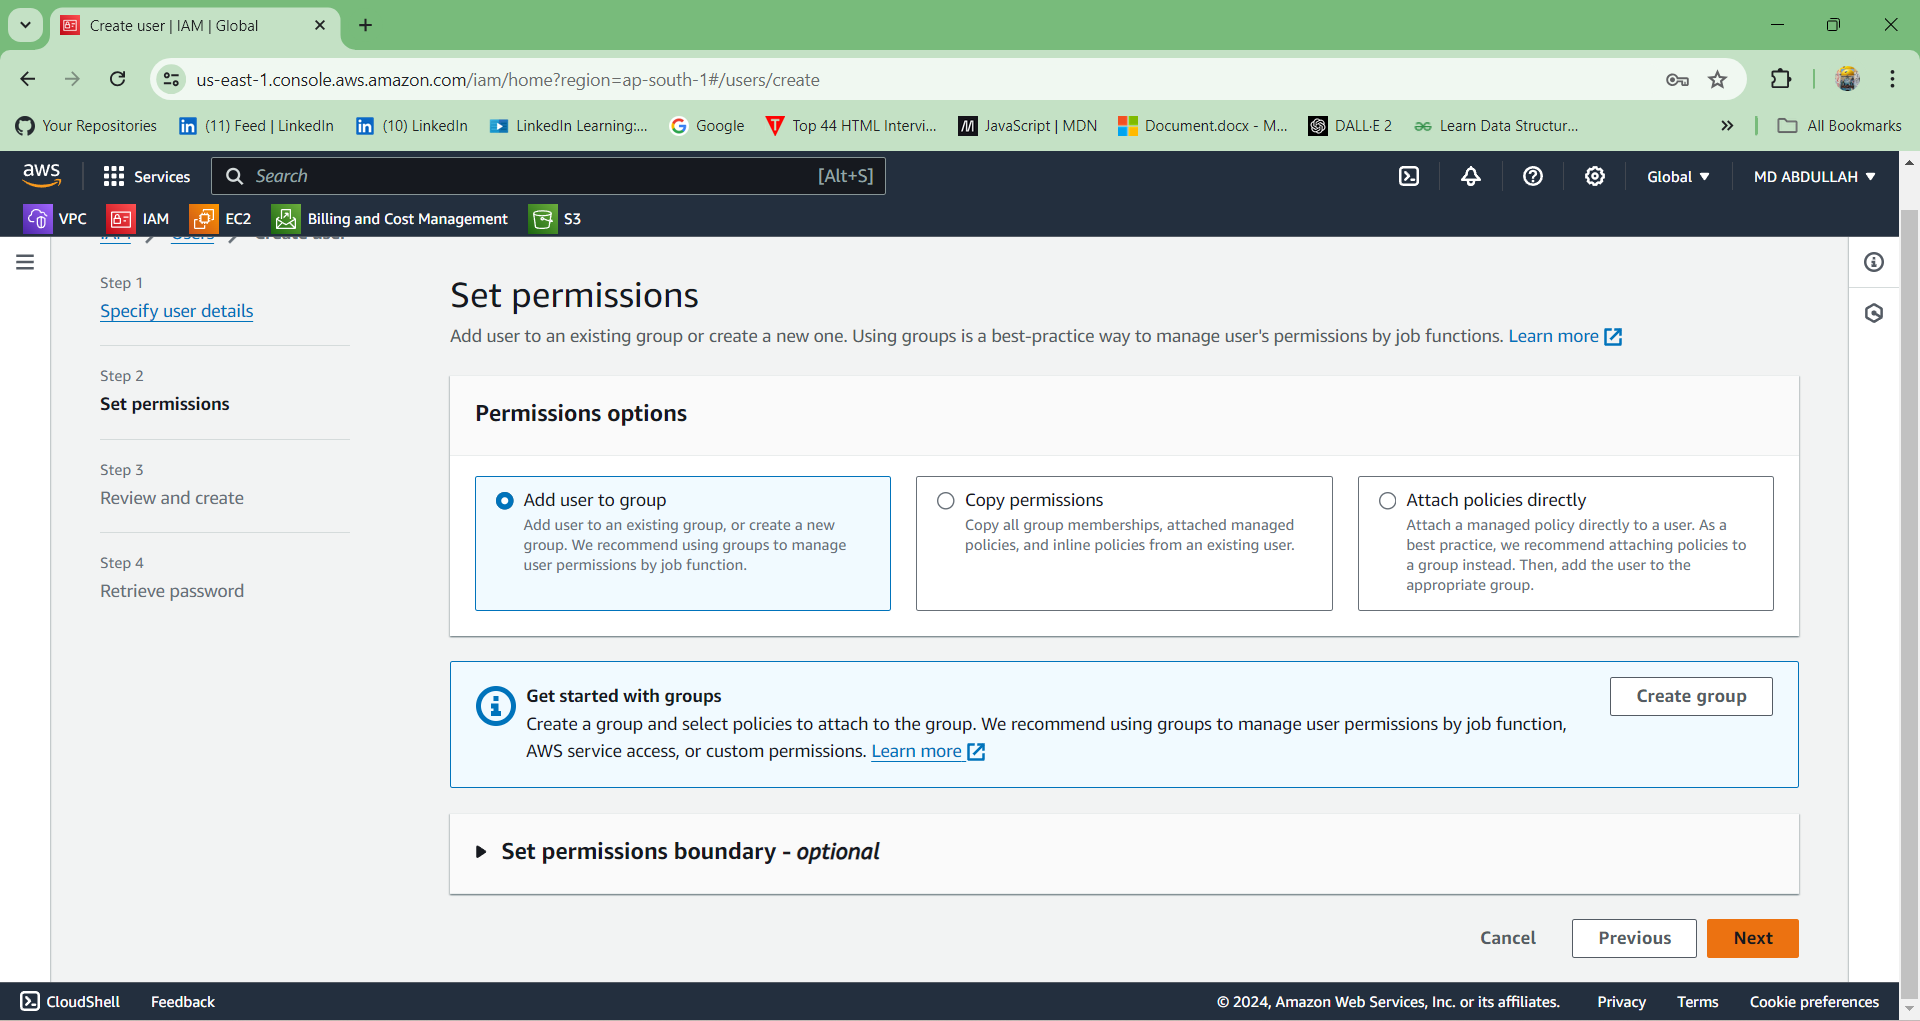 Create user | IAM | Global
us-east-1.console.aws.amazon.com/iam/home?region=ap-south-1#/users/create
Your Repositories
(11) Feed | LinkedIn
(10) LinkedIn
LinkedIn Learning:...
Google
Top 44 HTML Intervi...
JavaScript | MDN
Document.docx - M...
DALL·E 2
Learn Data Structur...
All Bookmarks
aws
Services
Search
[Alt+S]
Global
MD ABDULLAH
VPC
IAM
EC2
Billing and Cost Management
S3
IAM
Users
Create user
Step 1
Specify user details
Step 2
Set permissions
Step 3
Review and create
Step 4
Retrieve password
Set permissions
Add user to an existing group or create a new one. Using groups is a best-practice way to manage user's permissions by job functions. Learn more
Permissions options
Add user to group
Add user to an existing group, or create a new
group. We recommend using groups to manage
user permissions by job function.
Copy permissions
Copy all group memberships, attached managed
policies, and inline policies from an existing user.
Attach policies directly
Attach a managed policy directly to a user. As a
best practice, we recommend attaching policies to
a group instead. Then, add the user to the
appropriate group.
Get started with groups
Create a group and select policies to attach to the group. We recommend using groups to manage user permissions by job function,
AWS service access, or custom permissions. Learn more
Create group
Set permissions boundary - optional
Cancel
Previous
Next
CloudShell
Feedback
© 2024, Amazon Web Services, Inc. or its affiliates.
Privacy
Terms
Cookie preferences